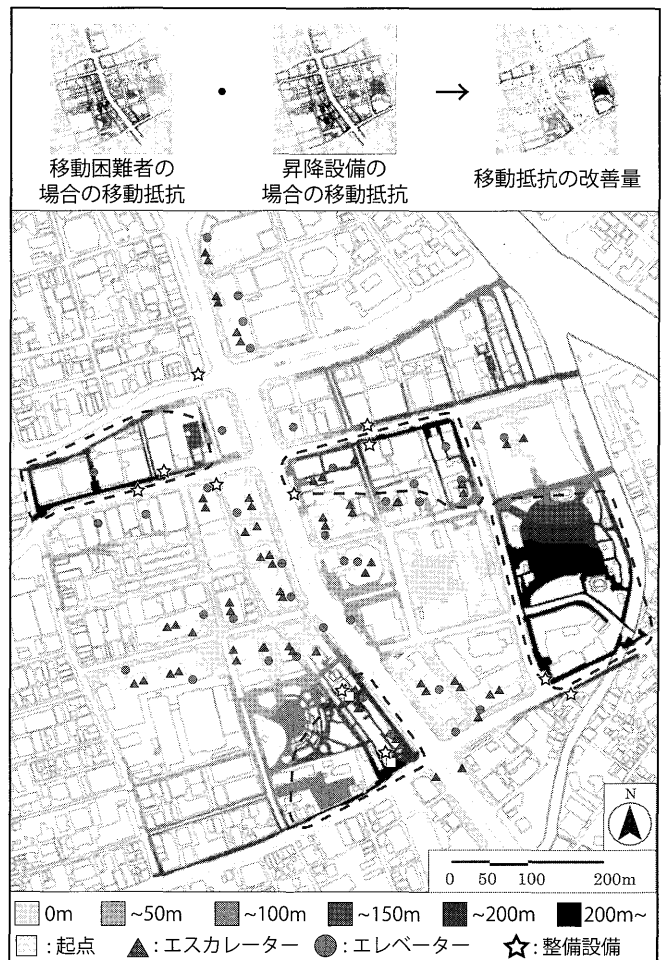 移動困難者の
場合の移動抵抗
・
昇降設備の
場合の移動抵抗
→
移動抵抗の改善量
N
0 50 100 200m
0m ~50m ~100m ~150m ~200m 200m~
:起点 ▲:エスカレーター :エレベーター ☆:整備設備